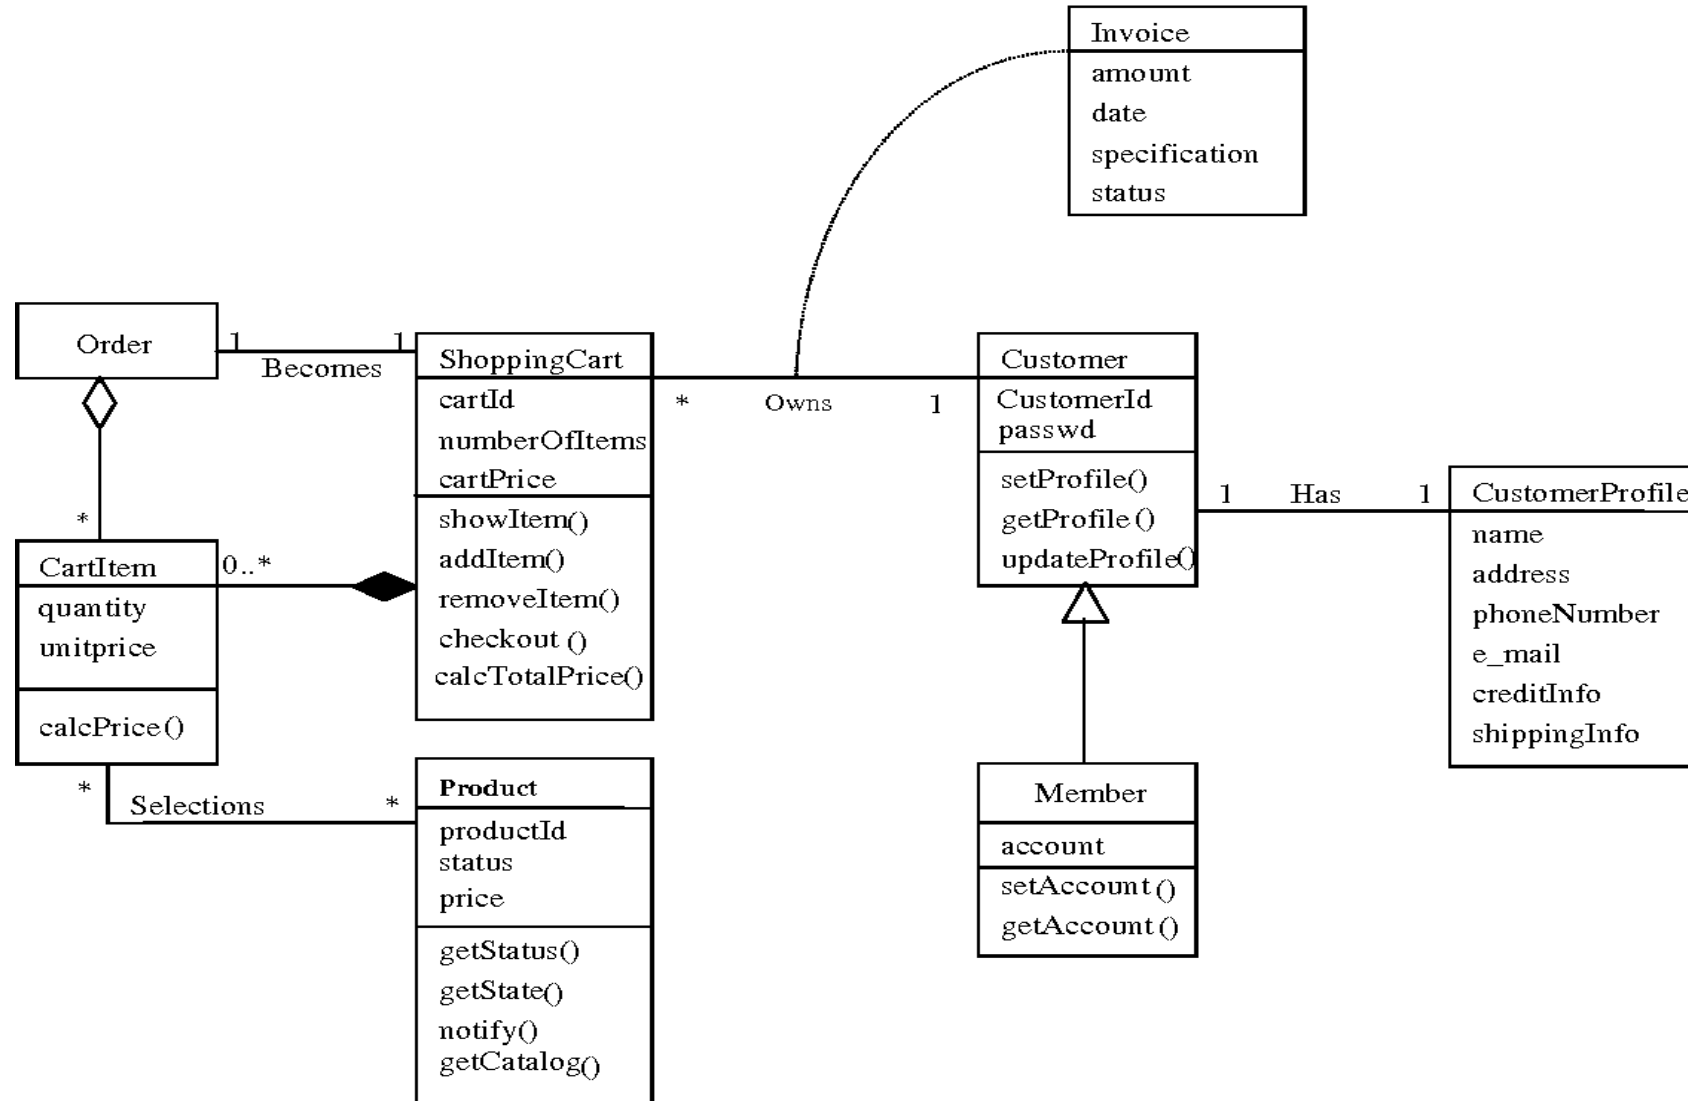 Invoice
amount
date
specification
status
Order
1
1
Becomes
ShoppingCart
cartId
numberOfItems
cartPrice
showItem()
addItem()
removeItem()
checkout ()
calcTotalPrice()
*
Owns
1
Customer
CustomerId
passwd
setProfile()
getProfile ()
updateProfile()
1
Has
1
CustomerProfile
name
address
phoneNumber
e_mail
creditInfo
shippingInfo
*
CartItem
quantity
unitprice
calcPrice ()
0..*
*
Selections
*
Product
productId
status
price
getStatus()
getState()
notify()
getCatalog()
Member
account
setAccount ()
getAccount ()